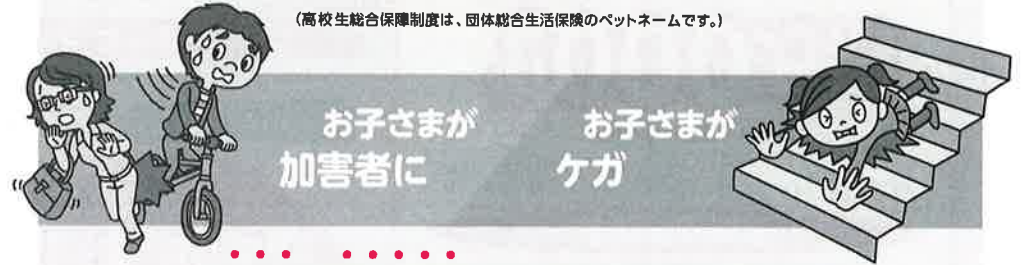 (高校生総合保障制度は、団体総合生活保険のペットネームです。)
お子さまが
加害者に
お子さまが
ケガ